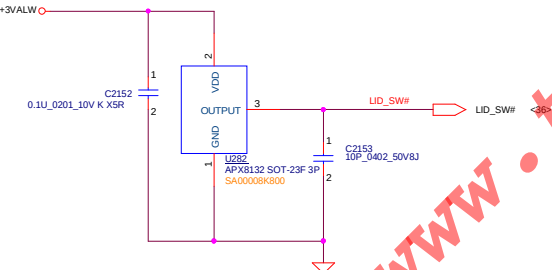 +3VALW
2
VDD
1
C2152
0.1U_0201_10V K X5R
2
OUTPUT
3
LID_SW#
LID_SW#
<36>
GND
1
U282
APX8132 SOT-23F 3P
SA00008K800
1
C2153
10P_0402_50V8J
2
www.t